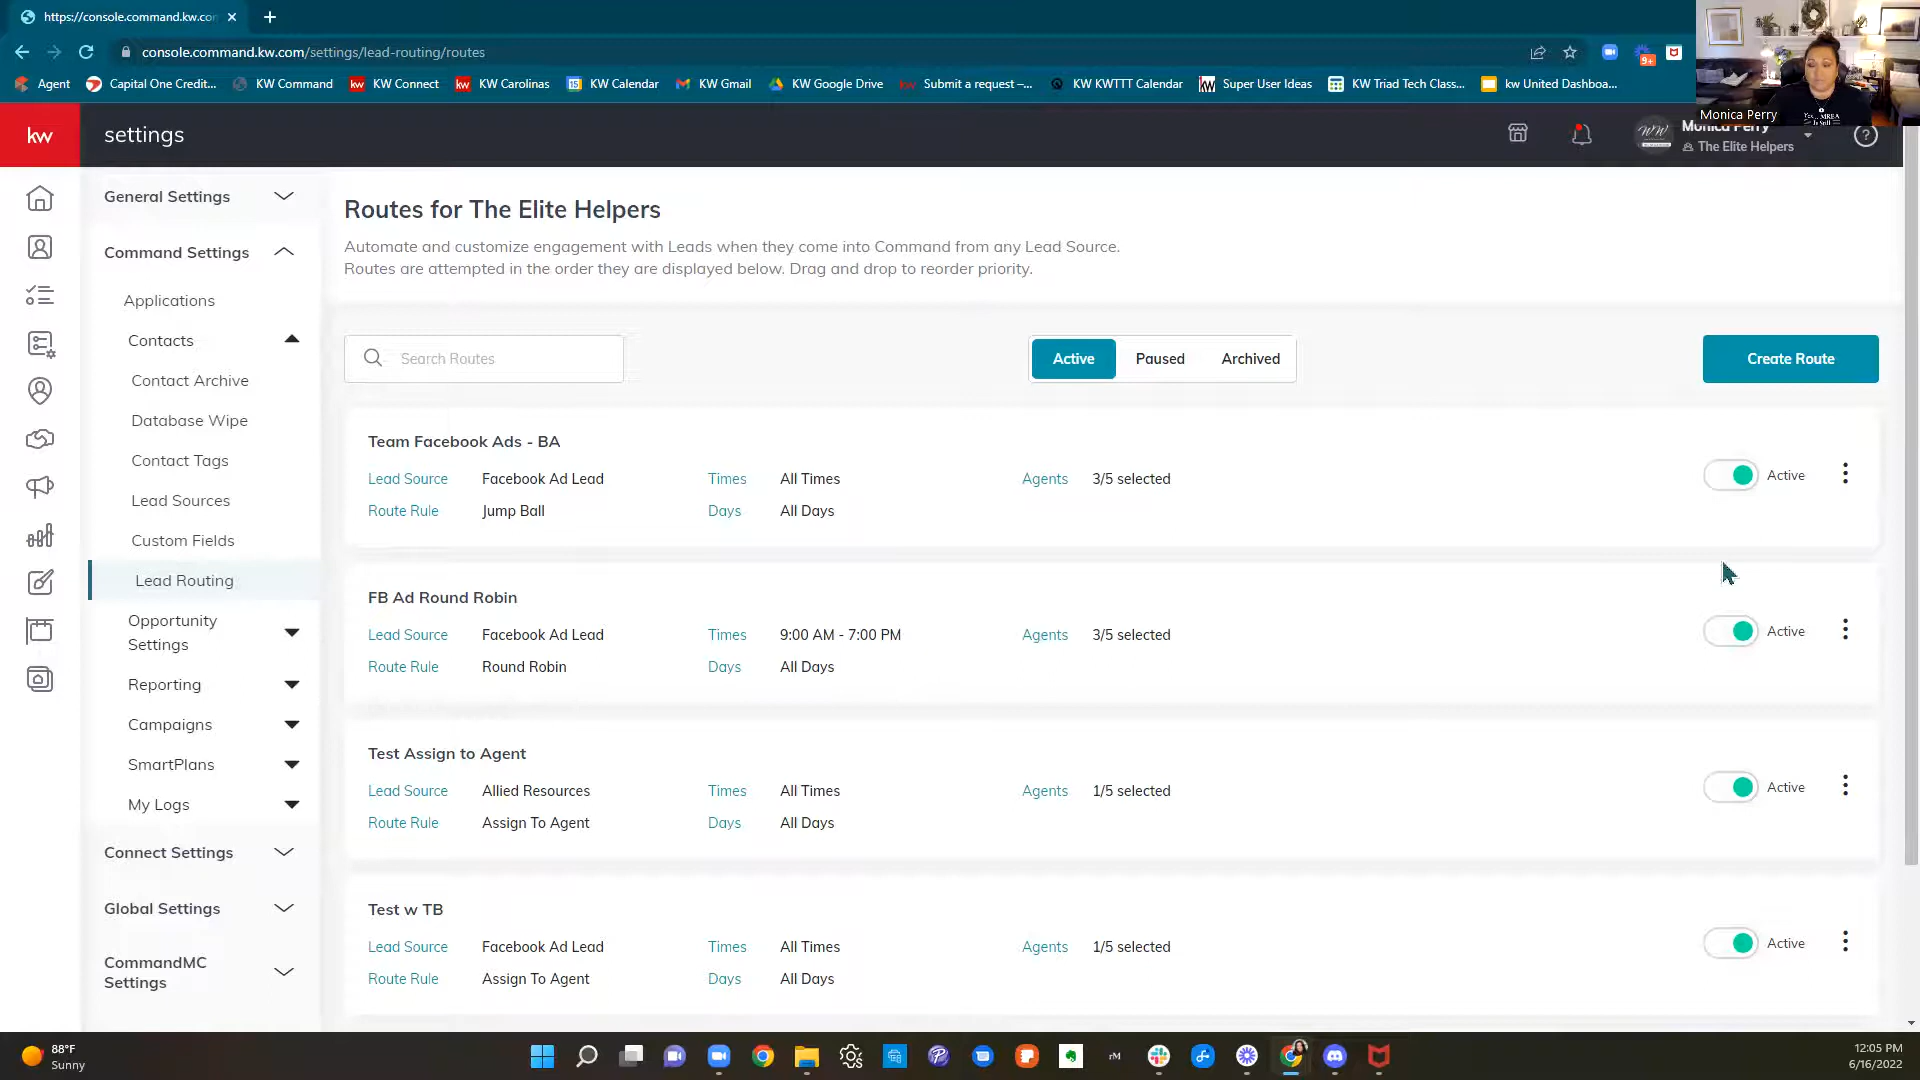 https://console.command.kw.con
console.command.kw.com/settings/lead-routing/routes
9+
Agent
Capital One Credit...
KW Command
kw
KW Connect
kw
KW Carolinas
KW Calendar
KW Gmail
KW Google Drive
kw
Submit a request –...
KW KWTTT Calendar
Super User Ideas
KW Triad Tech Class...
kw United Dashboa...
Monica Perry
kw
settings
Monica Perry
The Elite Helpers
General Settings
Command Settings
Applications
Contacts
Contact Archive
Database Wipe
Contact Tags
Lead Sources
Custom Fields
Lead Routing
Opportunity
Settings
Reporting
Campaigns
SmartPlans
My Logs
Connect Settings
Global Settings
CommandMC
Settings
Routes for The Elite Helpers
Automate and customize engagement with Leads when they come into Command from any Lead Source.
Routes are attempted in the order they are displayed below. Drag and drop to reorder priority.
Search Routes
Active Paused Archived
Create Route
Team Facebook Ads - BA
Lead Source Facebook Ad Lead Times All Times Agents 3/5 selected
Route Rule Jump Ball Days All Days
Active
FB Ad Round Robin
Lead Source Facebook Ad Lead Times 9:00 AM - 7:00 PM Agents 3/5 selected
Route Rule Round Robin Days All Days
Active
Test Assign to Agent
Lead Source Allied Resources Times All Times Agents 1/5 selected
Route Rule Assign To Agent Days All Days
Active
Test w TB
Lead Source Facebook Ad Lead Times All Times Agents 1/5 selected
Route Rule Assign To Agent Days All Days
Active
88°F
Sunny
rM
12:05 PM
6/16/2022